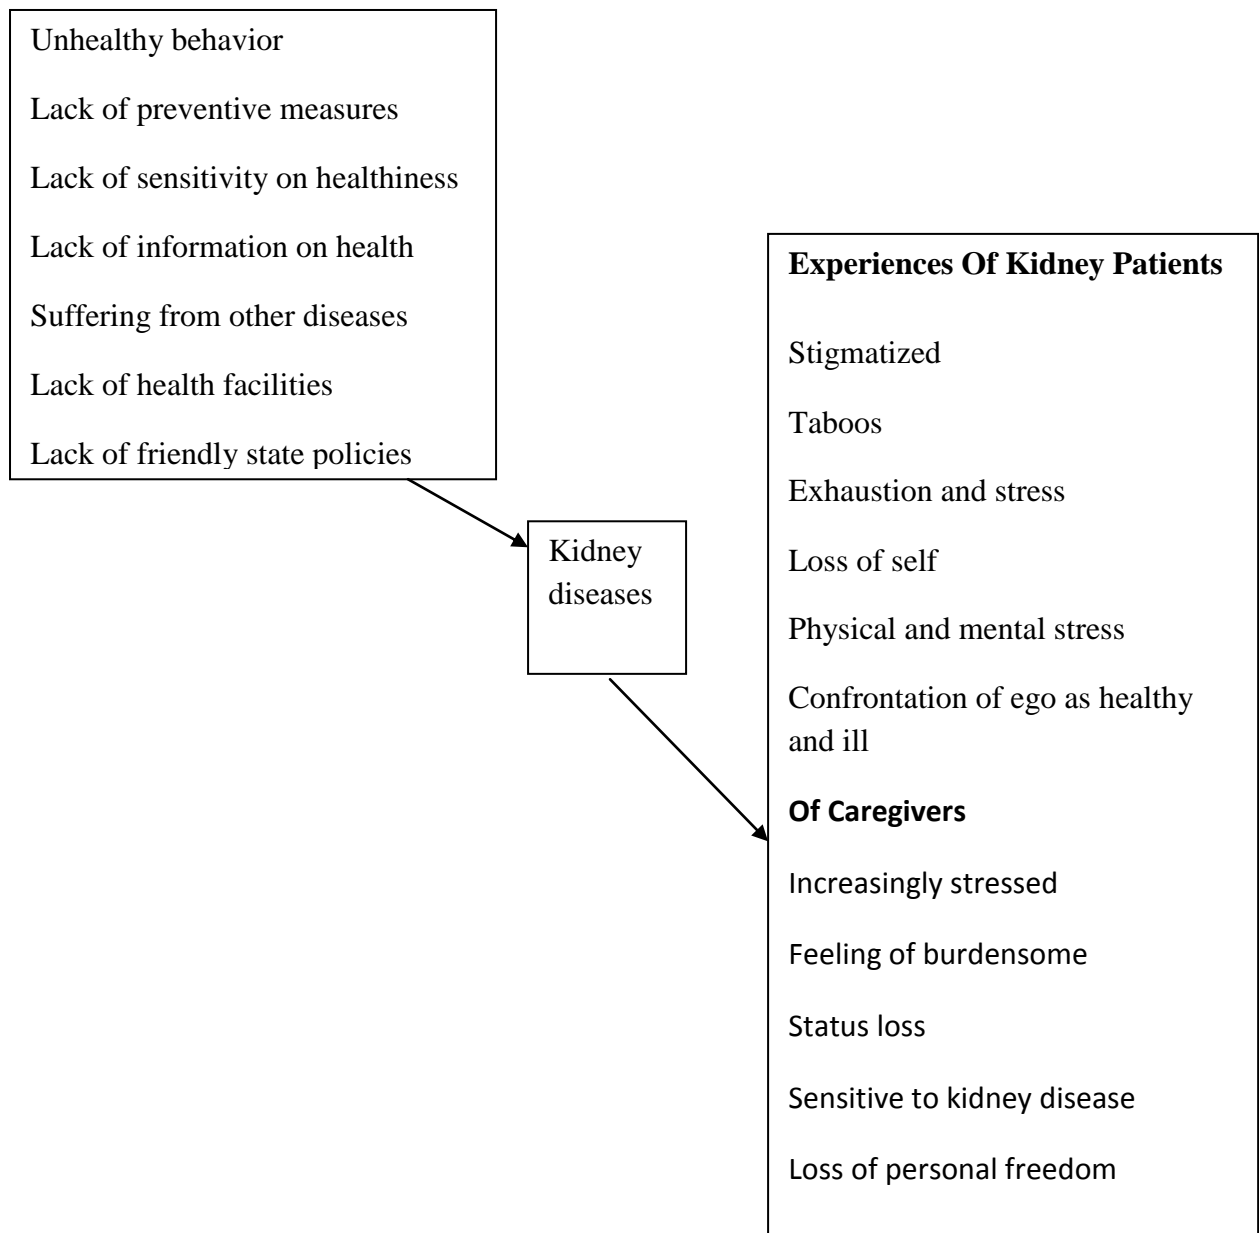 Unhealthy behavior
Lack of preventive measures
Lack of sensitivity on healthiness
Lack of information on health
Suffering from other diseases
Lack of health facilities
Lack of friendly state policies
Kidney
diseases
Experiences Of Kidney Patients
Stigmatized
Taboos
Exhaustion and stress
Loss of self
Physical and mental stress
Confrontation of ego as healthy
and ill
Of Caregivers
Increasingly stressed
Feeling of burdensome
Status loss
Sensitive to kidney disease
Loss of personal freedom